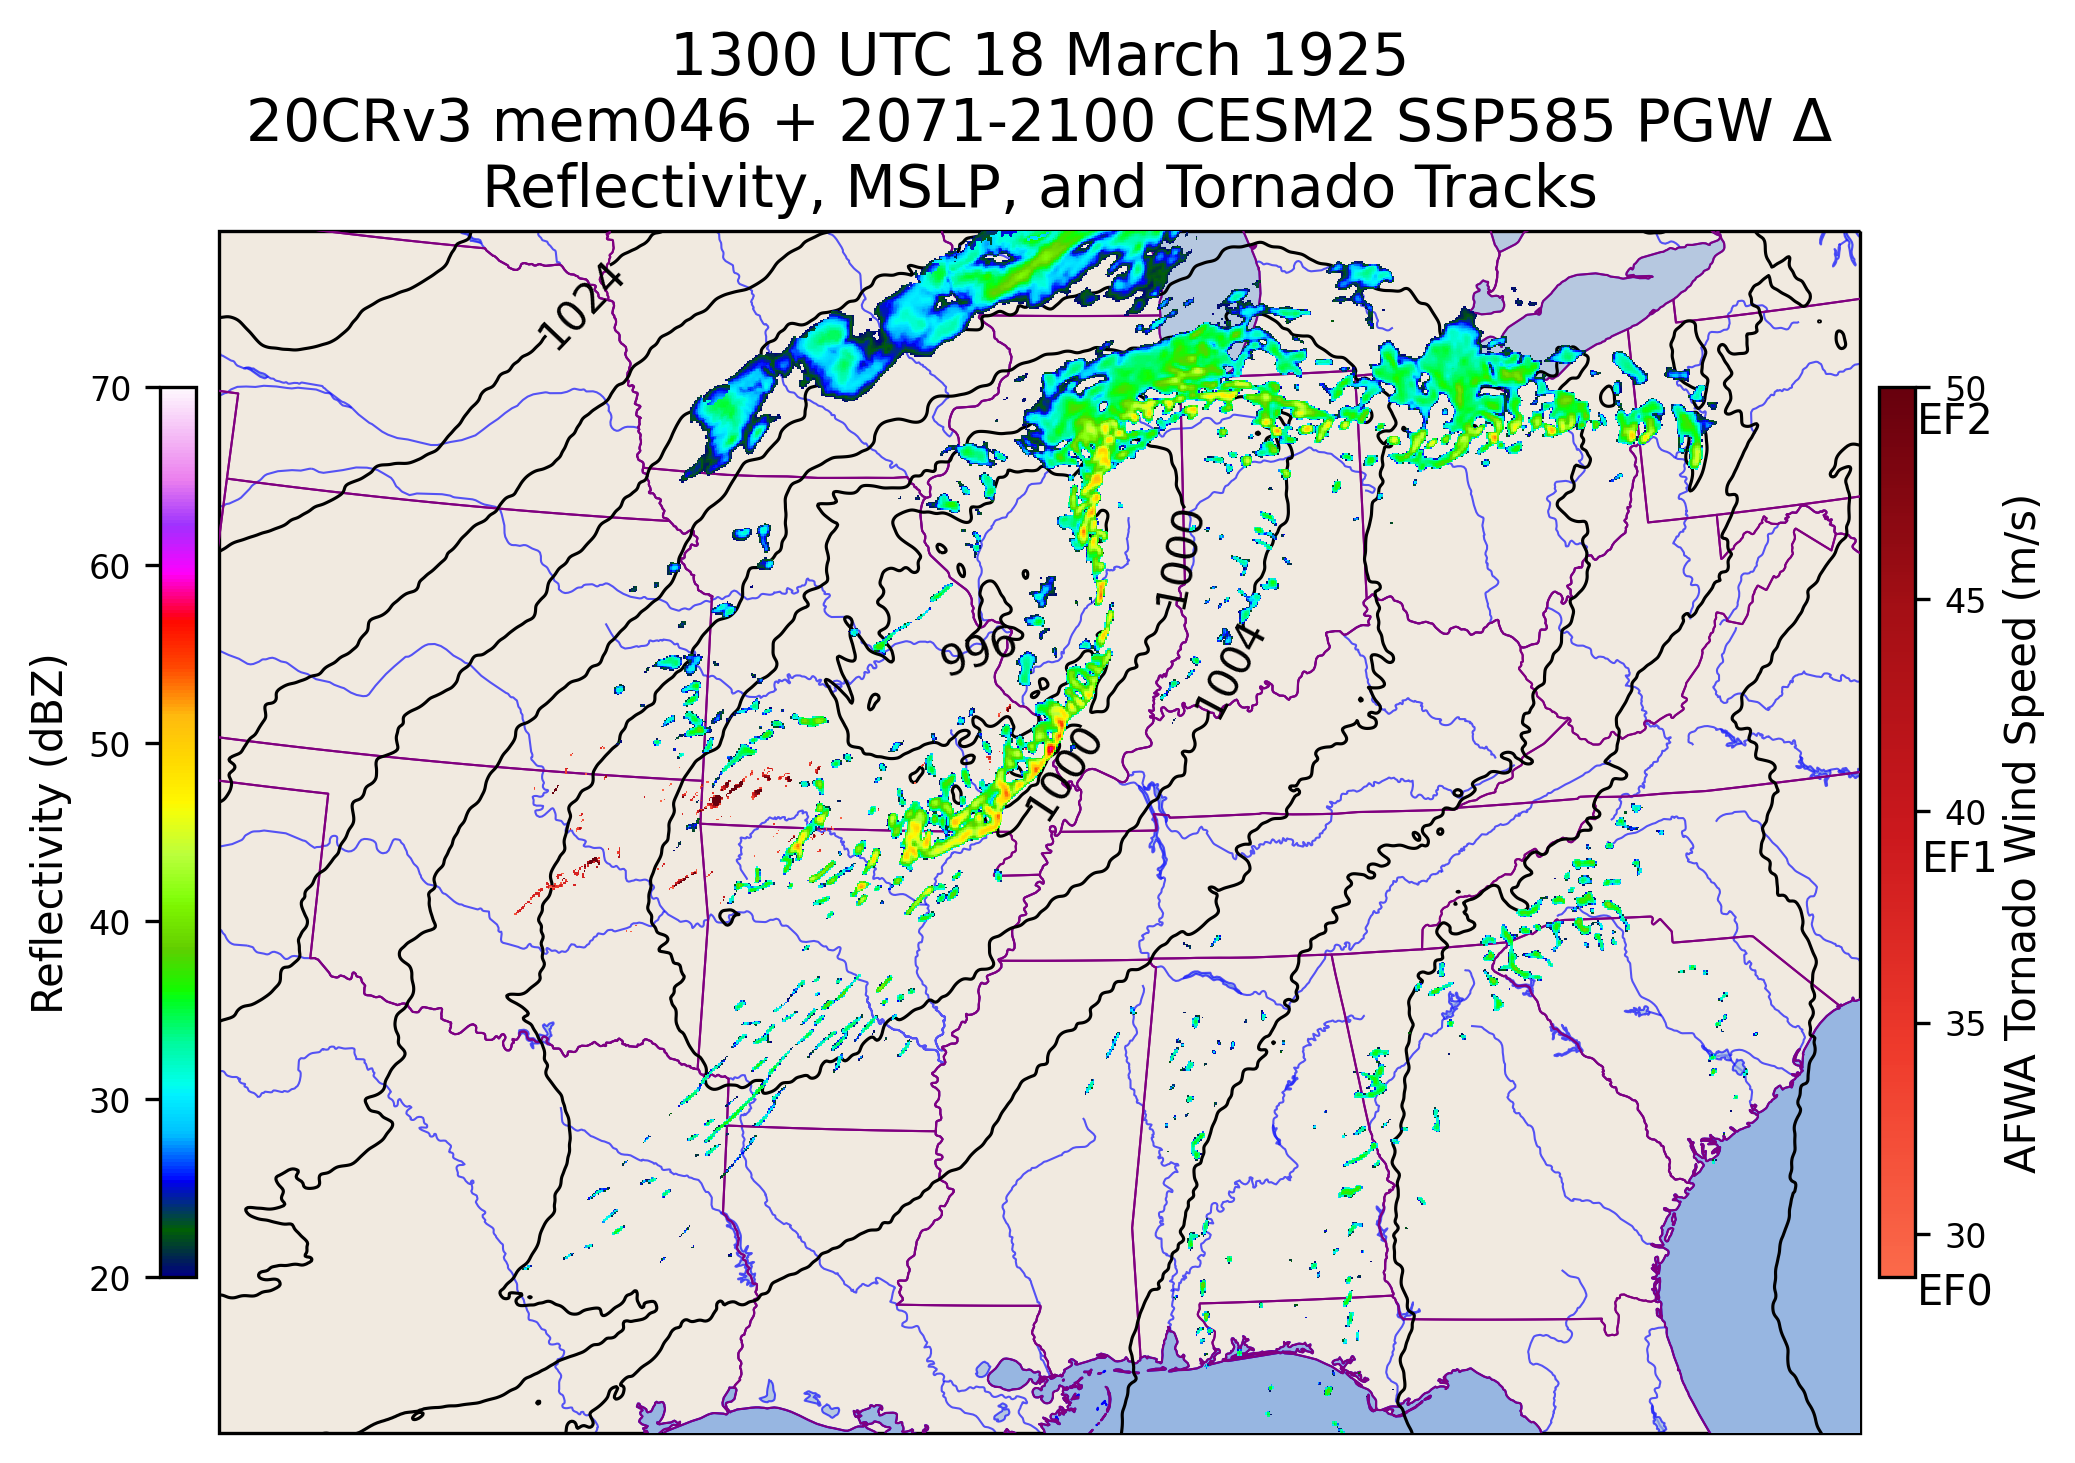 1300 UTC 18 March 1925
20CRv3 mem046 + 2071-2100 CESM2 SSP585 PGW Δ
Reflectivity, MSLP, and Tornado Tracks
70
60
50
40
30
20
Reflectivity (dBZ)
1024
996
1000
1004
1000
50
EF2
45
40
EF1
35
30
EF0
AFWA Tornado Wind Speed (m/s)